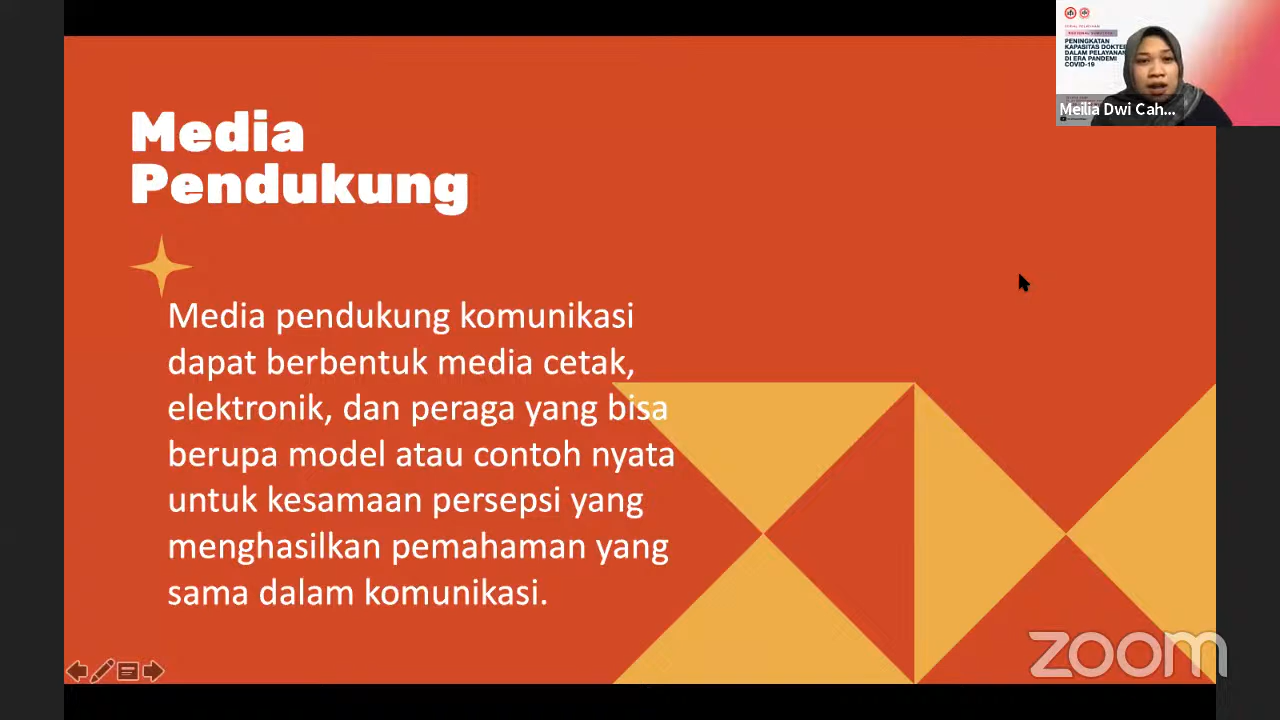 Media
Pendukung
Media pendukung komunikasi
dapat berbentuk media cetak,
elektronik, dan peraga yang bisa
berupa model atau contoh nyata
untuk kesamaan persepsi yang
menghasilkan pemahaman yang
sama dalam komunikasi.
PENINGKATAN
KAPASITAS DOKTER
DALAM PELAYANAN
DI ERA PANDEMI
COVID-19
Meilia Dwi Cah...
zoom